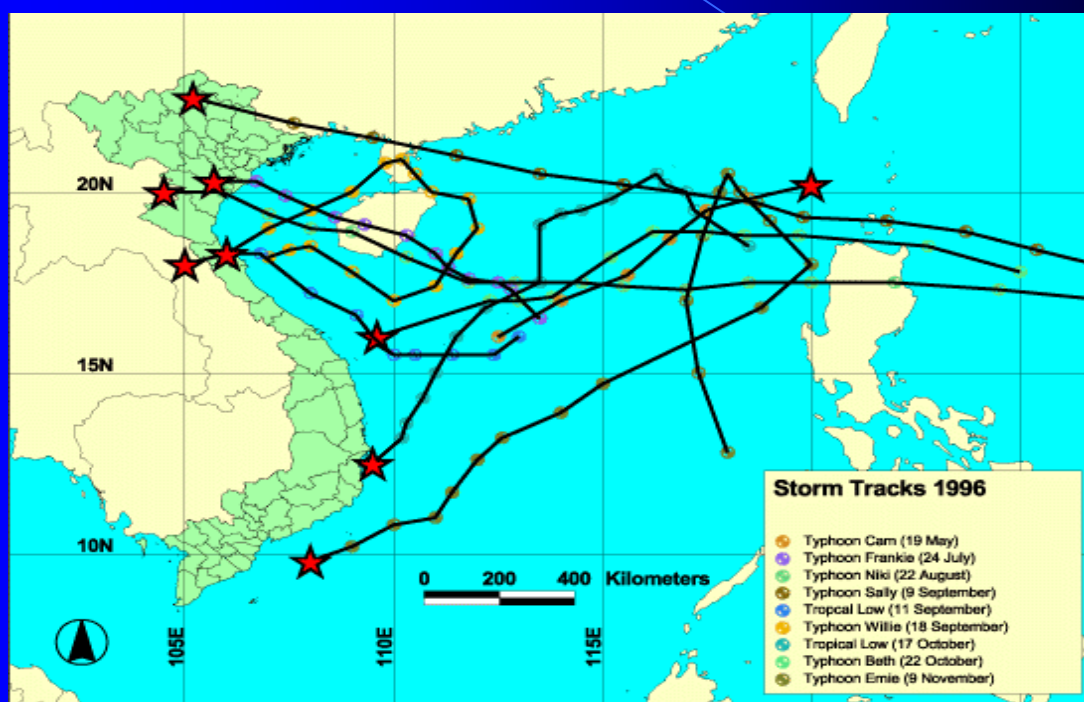 20N
15N
10N
105E
110E
115E
0 200 400 Kilometers
Storm Tracks 1996
Typhoon Cam (19 May)
Typhoon Frankie (24 July)
Typhoon Niki (22 August)
Typhoon Sally (9 September)
Tropcal Low (11 September)
Typhoon Willie (18 September)
Tropical Low (17 October)
Typhoon Beth (22 October)
Typhoon Ernie (9 November)